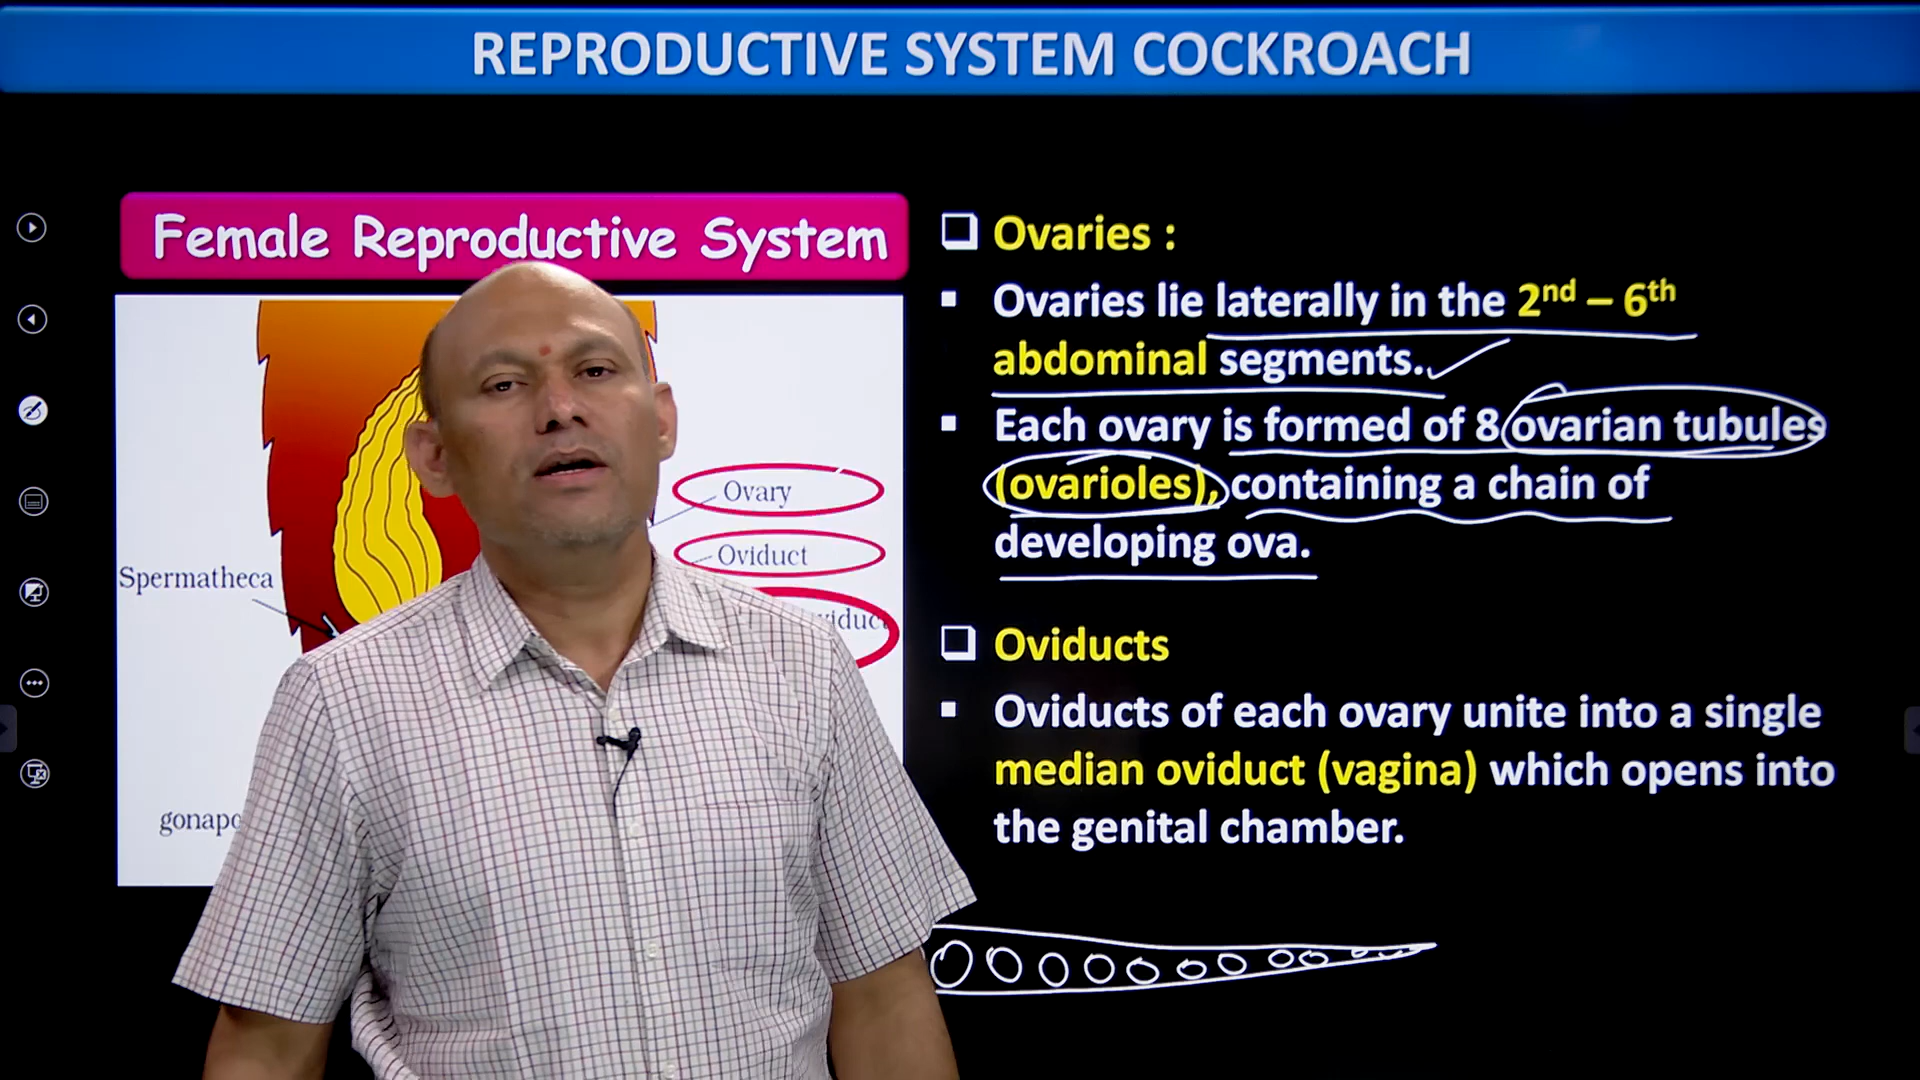 REPRODUCTIVE SYSTEM COCKROACH
Female Reproductive System
Ovary
Oviduct
Spermatheca
❑ Ovaries :
▪ Ovaries lie laterally in the 2nd – 6th
abdominal segments.
▪ Each ovary is formed of 8 ovarian tubules
(ovarioles), containing a chain of
developing ova.
❑ Oviducts
▪ Oviducts of each ovary unite into a single
median oviduct (vagina) which opens into
the genital chamber.